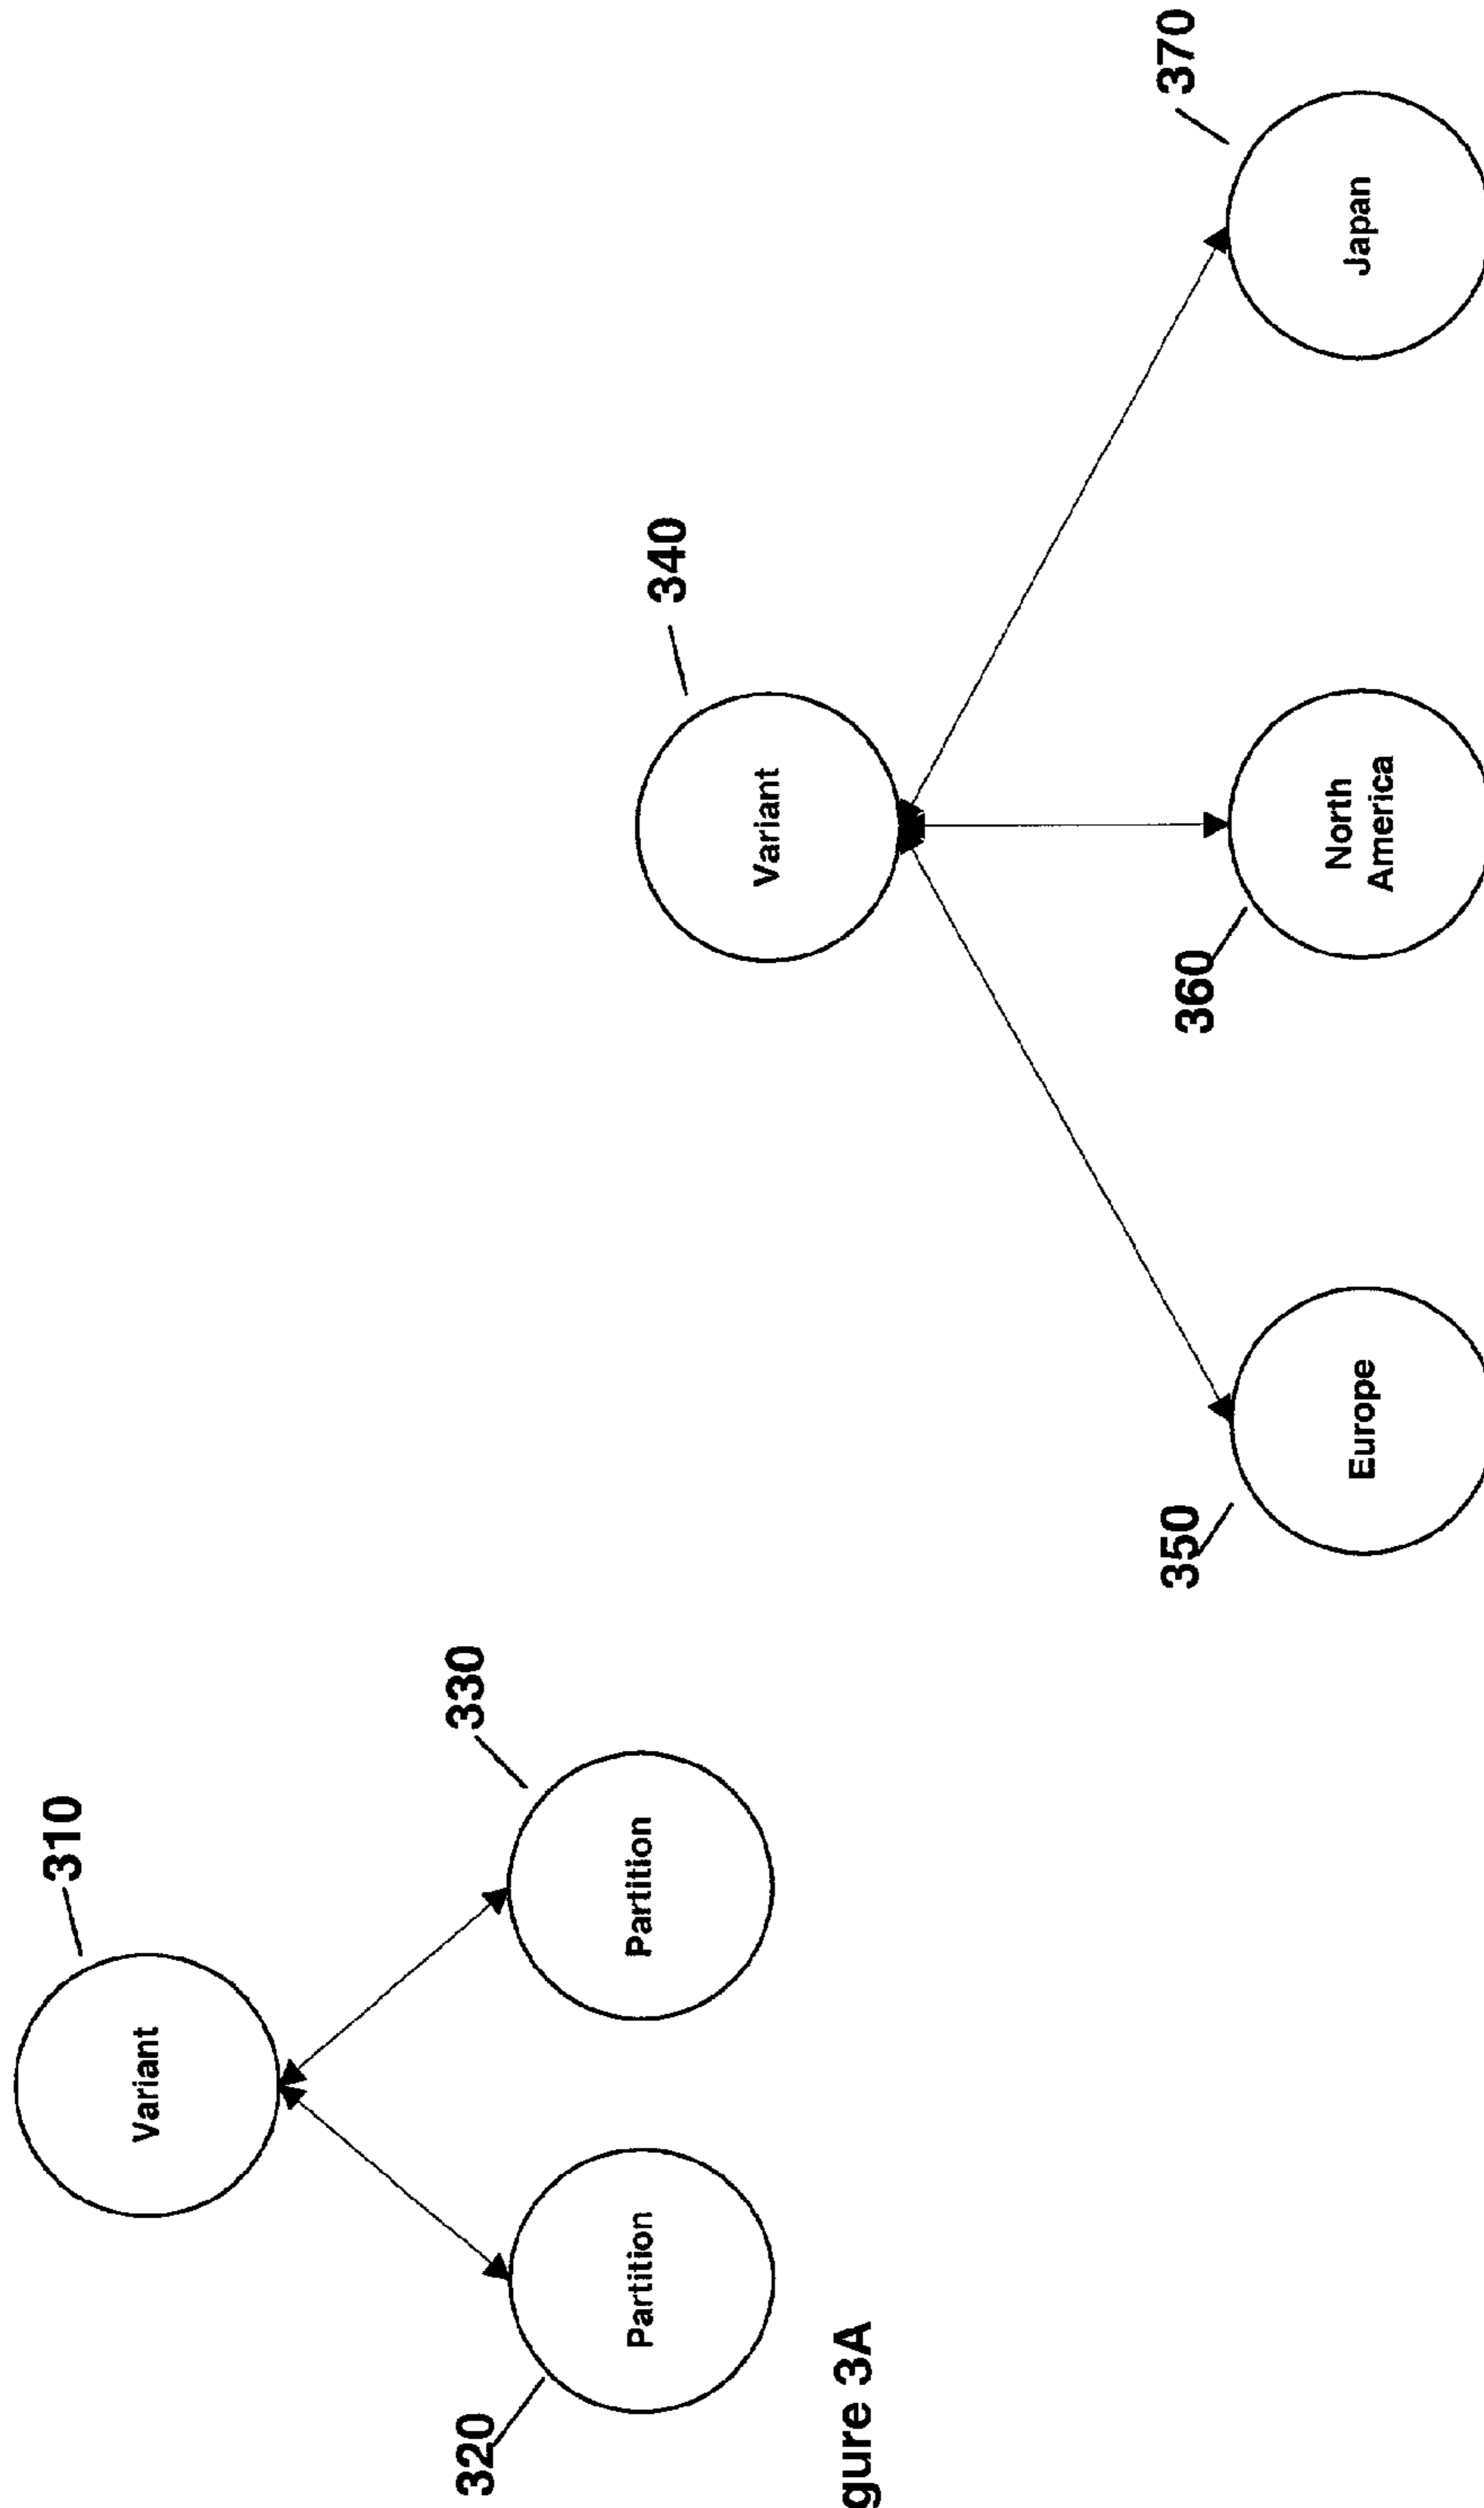 310
Variant
320
330
Partition
Partition
gure 3A
340
Variant
350
360
370
Europe
North
America
Japan